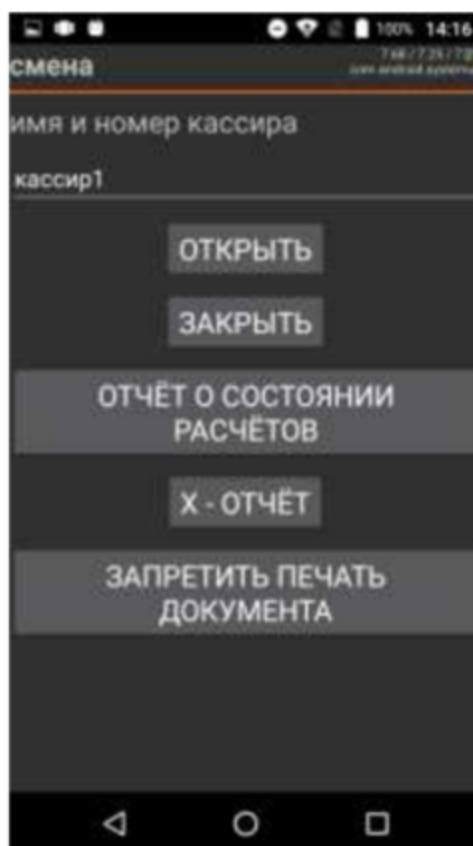 100% 14:16
смена
имя и номер кассира
кассир1
ОТКРЫТЬ
ЗАКРЫТЬ
ОТЧЁТ О СОСТОЯНИИ
РАСЧЁТОВ
X - ОТЧЁТ
ЗАПРЕТИТЬ ПЕЧАТЬ
ДОКУМЕНТА